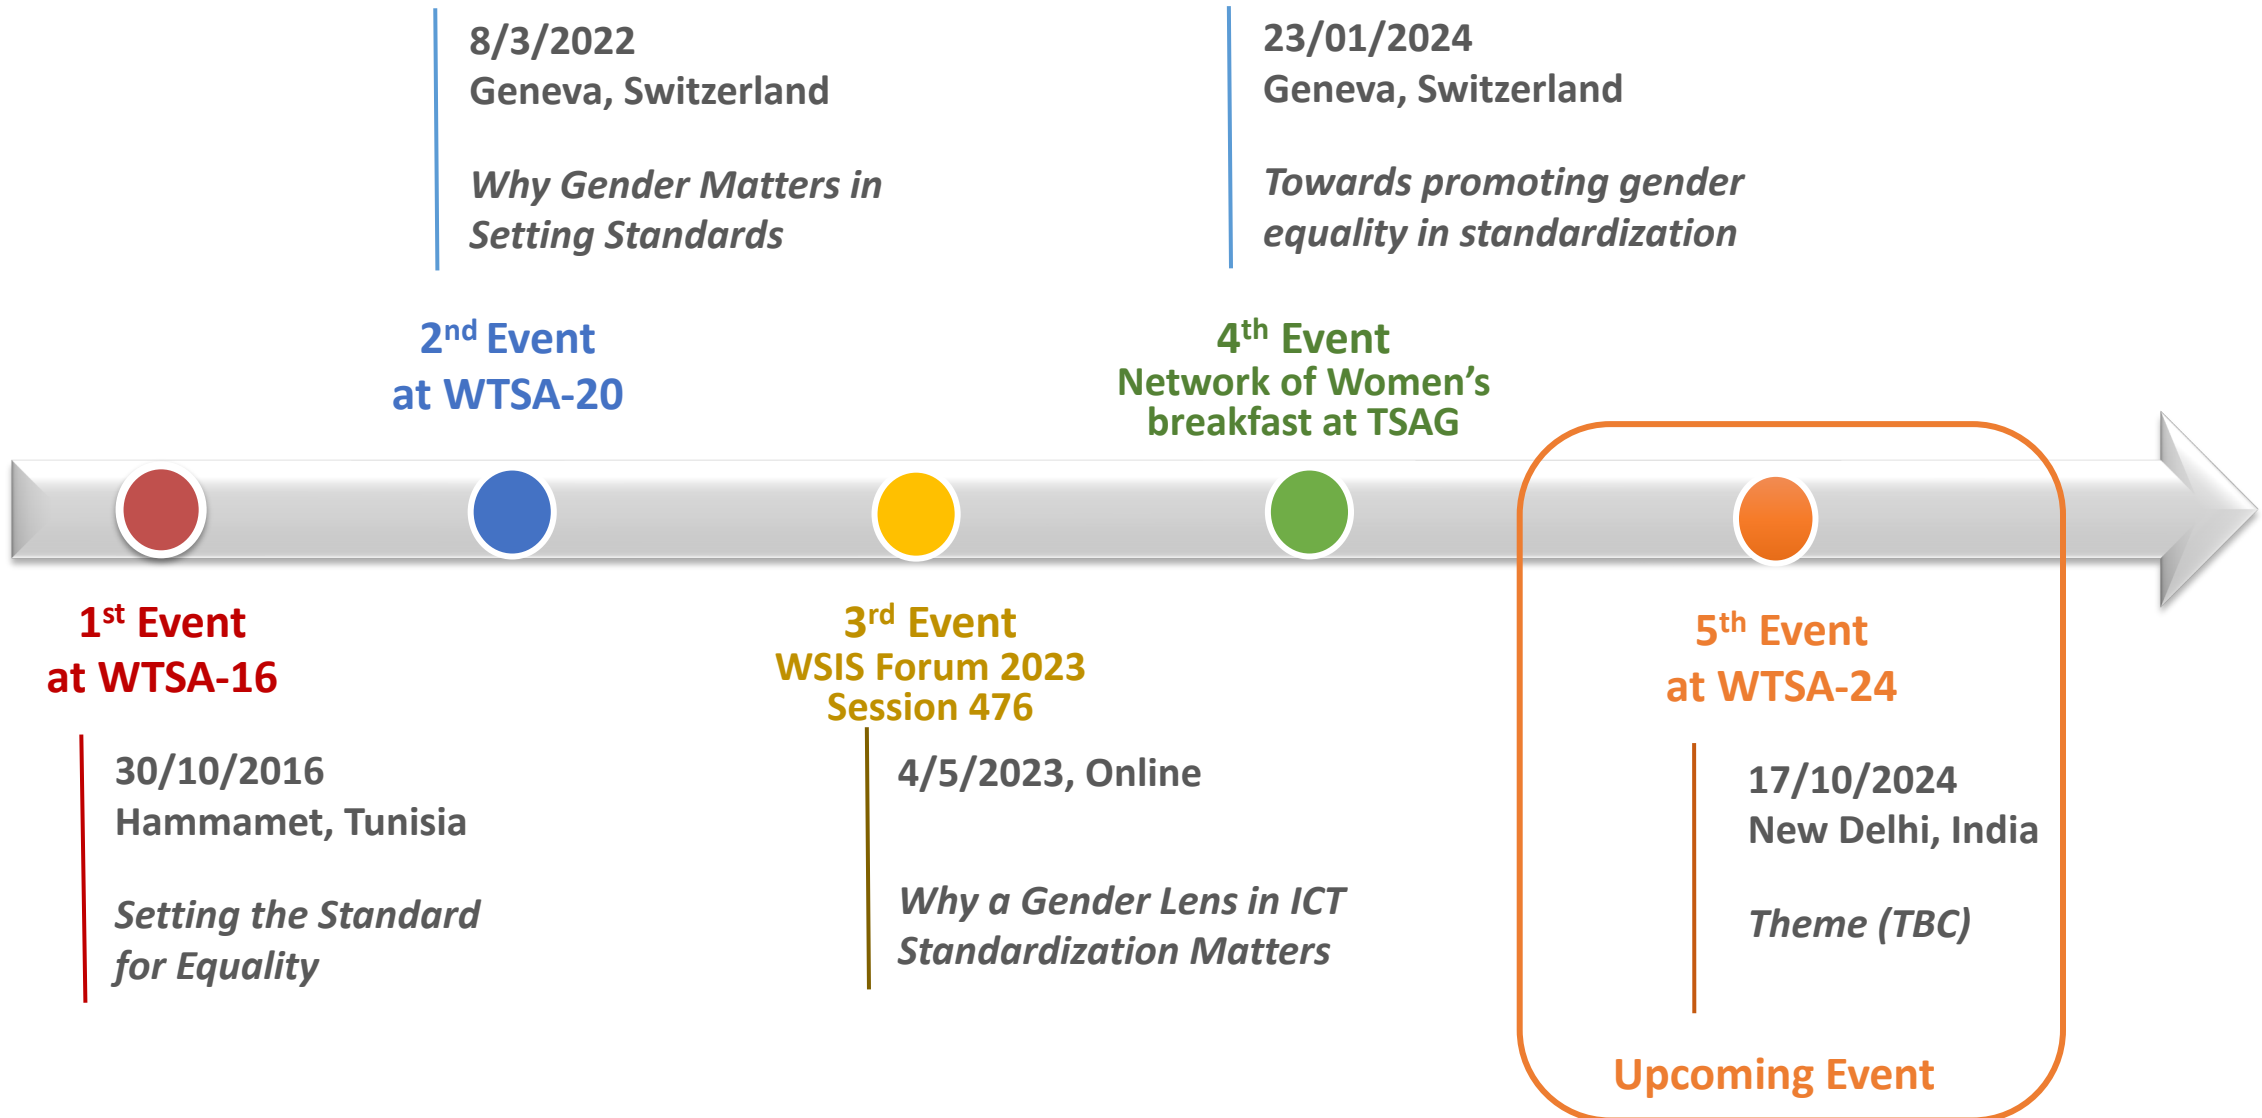 8/3/2022
Geneva, Switzerland
Why Gender Matters in
Setting Standards
23/01/2024
Geneva, Switzerland
Towards promoting gender
equality in standardization
2nd Event
at WTSA-20
4th Event
Network of Women’s
breakfast at TSAG
1st Event
at WTSA-16
30/10/2016
Hammamet, Tunisia
Setting the Standard
for Equality
3rd Event
WSIS Forum 2023
Session 476
4/5/2023, Online
Why a Gender Lens in ICT
Standardization Matters
5th Event
at WTSA-24
17/10/2024
New Delhi, India
Theme (TBC)
Upcoming Event